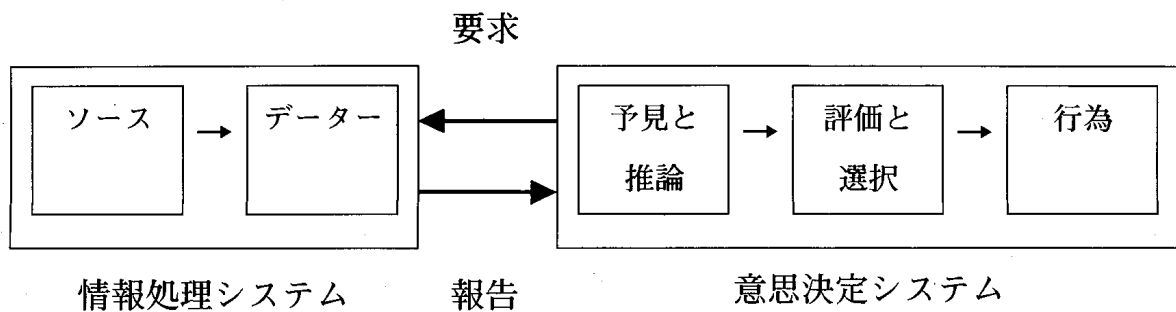 要求
ソース
データー
予見と
推論
評価と
選択
行為
情報処理システム
報告
意思決定システム